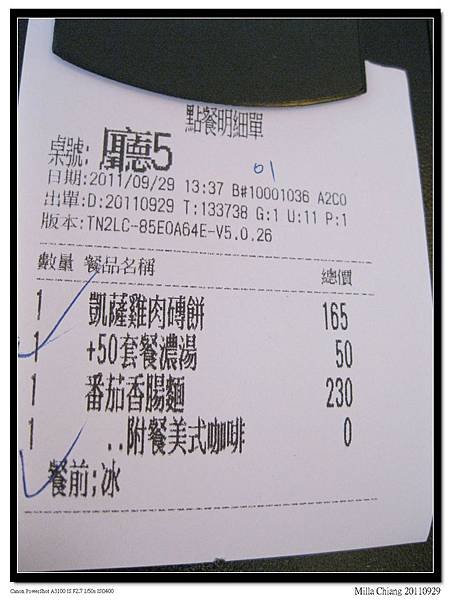 點餐明細單
桌號: 廳5
01
日期:2011/09/29 13:37 B#10001036 A2C0
出單:D:20110929 T:133738 G:1 U:11 P:1
版本:TN2LC-85E0A64E-V5.0.26
數量 餐品名稱 總價
1 凱薩雞肉磚餅 165
1 +50套餐濃湯 50
1 番茄香腸麵 230
1 ..附餐美式咖啡 0
餐前;冰
Canon PowerShot A3100 IS F2.7 1/50s ISO400
Milla Chiang 20110929